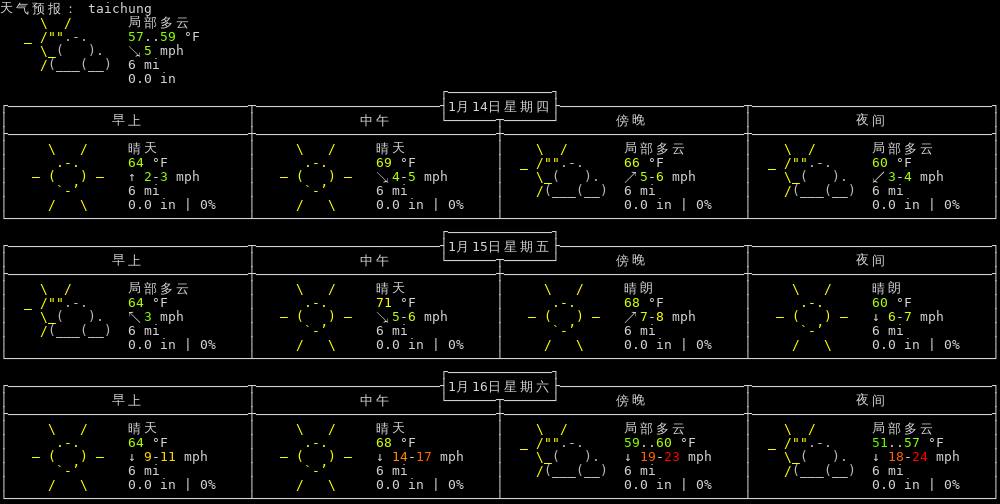 天气预报： taichung
局部多云
57..59 °F
↘ 5 mph
6 mi
0.0 in
1月14日星期四
早上 中午 傍晚 夜间
晴天 晴天 局部多云 局部多云
64 °F 69 °F 66 °F 60 °F
↑ 2-3 mph ↘ 4-5 mph ↗ 5-6 mph ↙ 3-4 mph
6 mi 6 mi 6 mi 6 mi
0.0 in | 0% 0.0 in | 0% 0.0 in | 0% 0.0 in | 0%
1月15日星期五
早上 中午 傍晚 夜间
局部多云 晴天 晴朗 晴朗
64 °F 71 °F 68 °F 60 °F
↖ 3 mph ↘ 5-6 mph ↗ 7-8 mph ↓ 6-7 mph
6 mi 6 mi 6 mi 6 mi
0.0 in | 0% 0.0 in | 0% 0.0 in | 0% 0.0 in | 0%
1月16日星期六
早上 中午 傍晚 夜间
晴天 晴天 局部多云 局部多云
64 °F 68 °F 59..60 °F 51..57 °F
↓ 9-11 mph ↓ 14-17 mph ↓ 19-23 mph ↓ 18-24 mph
6 mi 6 mi 6 mi 6 mi
0.0 in | 0% 0.0 in | 0% 0.0 in | 0% 0.0 in | 0%